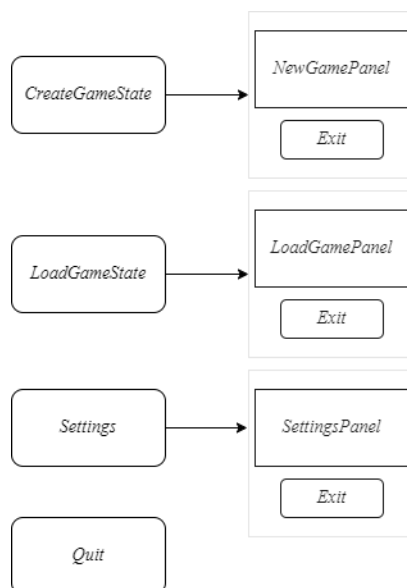 CreateGameState
NewGamePanel
Exit
LoadGameState
LoadGamePanel
Exit
Settings
SettingsPanel
Exit
Quit